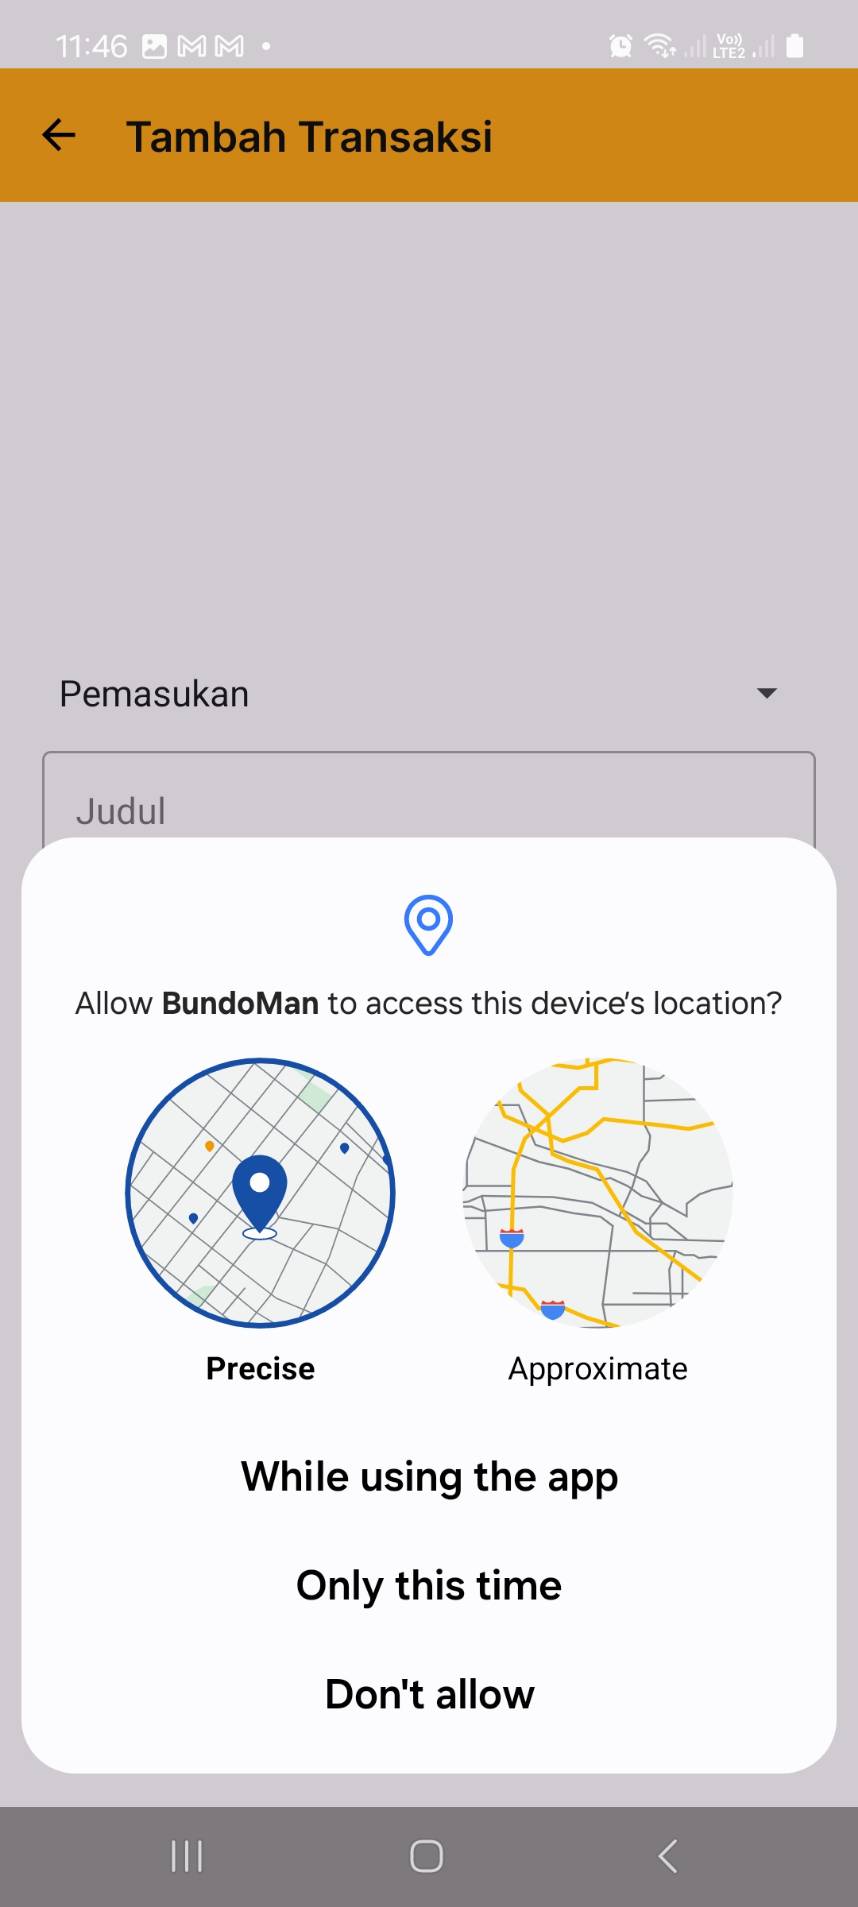 11:46
Vo))
LTE2
Tambah Transaksi
Pemasukan
Judul
Allow BundoMan to access this device's location?
Precise
Approximate
While using the app
Only this time
Don't allow